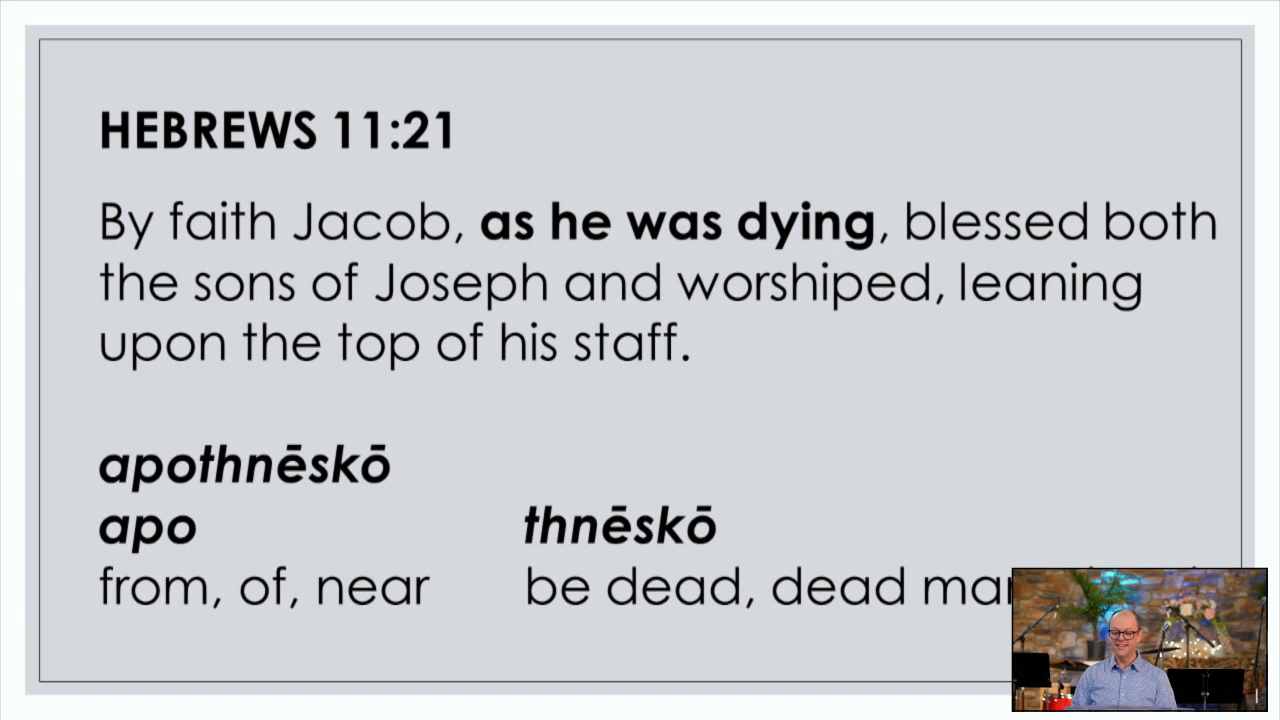 HEBREWS 11:21
By faith Jacob, as he was dying, blessed both
the sons of Joseph and worshiped, leaning
upon the top of his staff.
apothnēskō
apo thnēskō
from, of, near be dead, dead